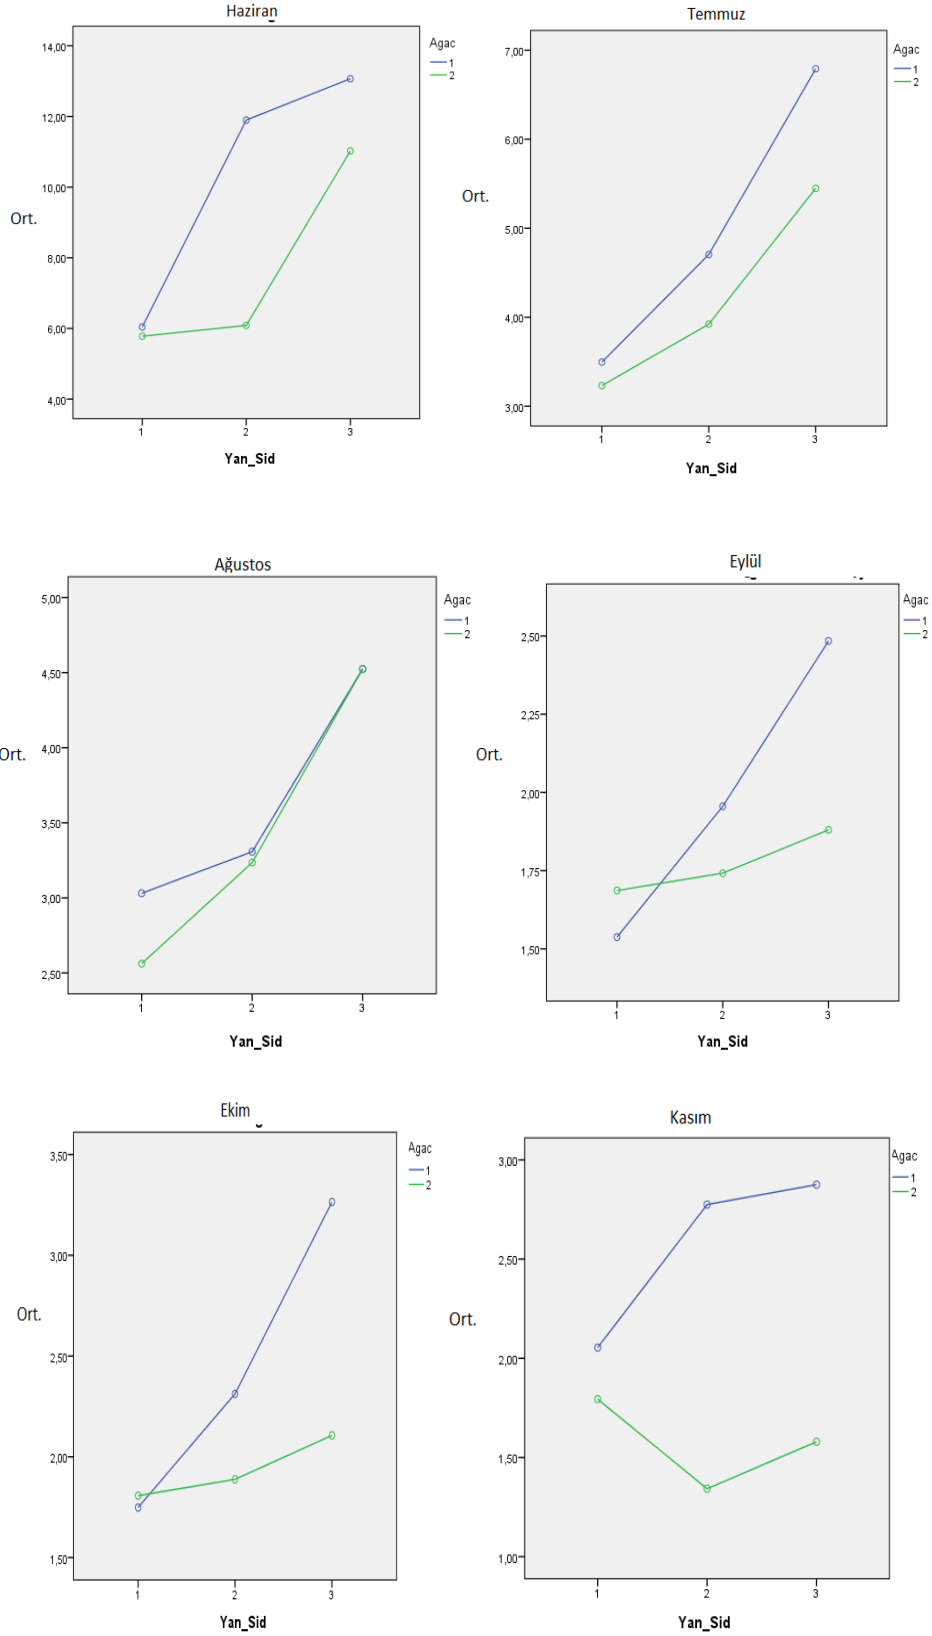 Haziran
14,00
12,00
10,00
8,00
6,00
4,00
Ort.
1 2 3
Yan_Sid
Agac
1
2
Temmuz
7,00
6,00
5,00
4,00
3,00
Ort.
1 2 3
Yan_Sid
Agac
1
2
Ağustos
5,00
4,50
4,00
3,50
3,00
2,50
Ort.
1 2 3
Yan_Sid
Agac
1
2
Eylül
2,50
2,25
2,00
1,75
1,50
Ort.
1 2 3
Yan_Sid
Agac
1
2
Ekim
3,50
3,00
2,50
2,00
1,50
Ort.
1 2 3
Yan_Sid
Agac
1
2
Kasım
3,00
2,50
2,00
1,50
1,00
Ort.
1 2 3
Yan_Sid
Agac
1
2